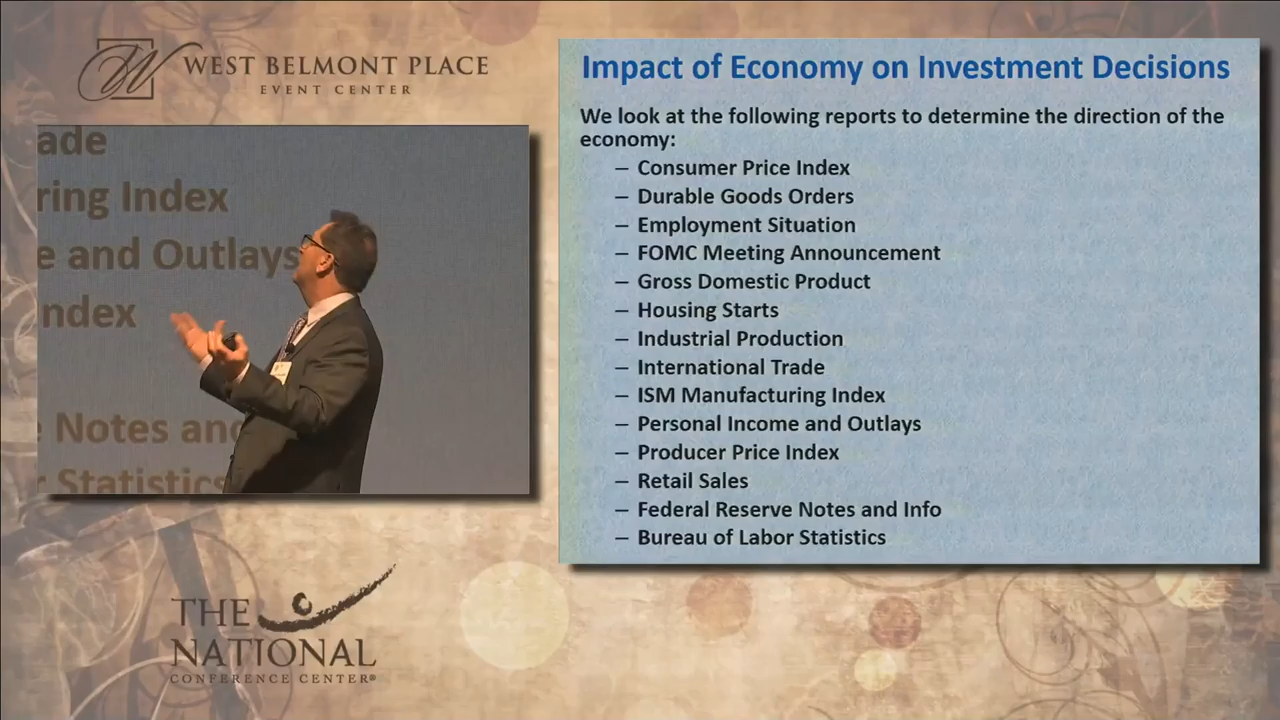 WEST BELMONT PLACE
EVENT CENTER
ade
ring Index
e and Outlays
ndex
Notes and
Statistics
THE
NATIONAL
CONFERENCE CENTER®
Impact of Economy on Investment Decisions
We look at the following reports to determine the direction of the
economy:
– Consumer Price Index
– Durable Goods Orders
– Employment Situation
– FOMC Meeting Announcement
– Gross Domestic Product
– Housing Starts
– Industrial Production
– International Trade
– ISM Manufacturing Index
– Personal Income and Outlays
– Producer Price Index
– Retail Sales
– Federal Reserve Notes and Info
– Bureau of Labor Statistics